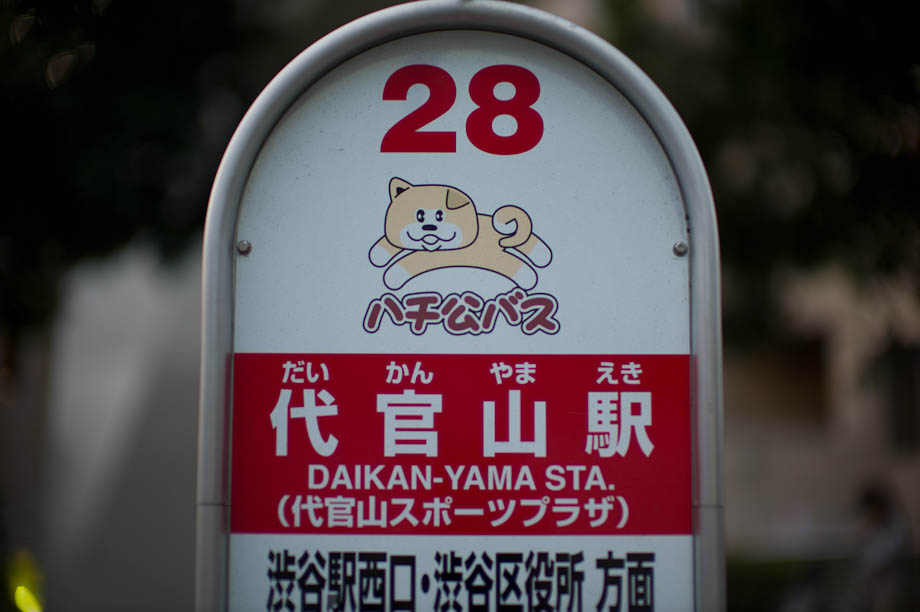 28
ハチ公バス
だい かん やま えき
代官山駅
DAIKAN-YAMA STA.
（代官山スポーツプラザ）
渋谷駅西口・渋谷区役所 方面